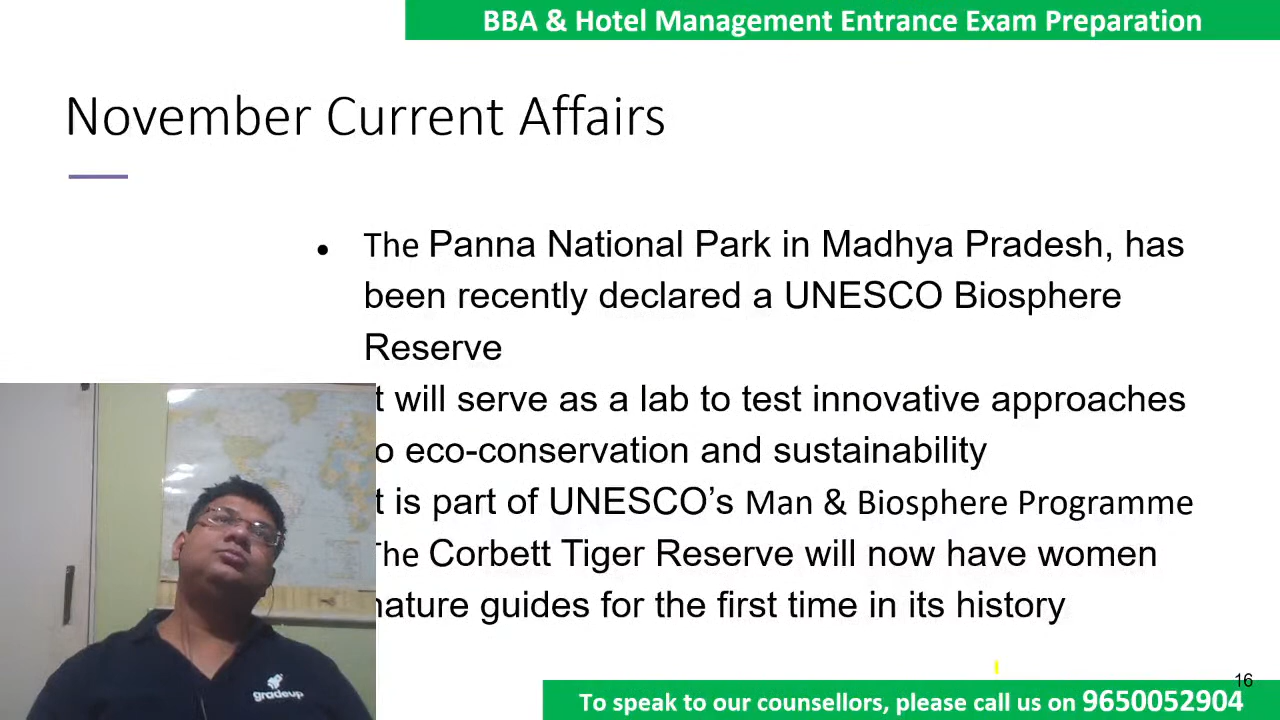 BBA & Hotel Management Entrance Exam Preparation
November Current Affairs
• The Panna National Park in Madhya Pradesh, has
been recently declared a UNESCO Biosphere
Reserve
t will serve as a lab to test innovative approaches
o eco-conservation and sustainability
t is part of UNESCO’s Man & Biosphere Programme
The Corbett Tiger Reserve will now have women
nature guides for the first time in its history
gradeup
16
To speak to our counsellors, please call us on 9650052904